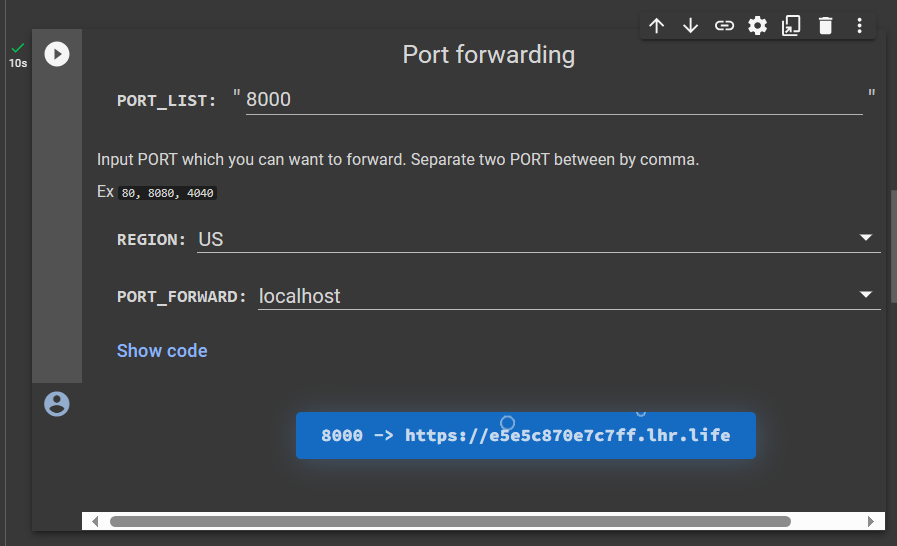 Port forwarding
10s
PORT_LIST: "8000"
Input PORT which you can want to forward. Separate two PORT between by comma.
Ex 80, 8080, 4040
REGION: US
PORT_FORWARD: localhost
Show code
8000 -> https://e5e5c870e7c7ff.lhr.life